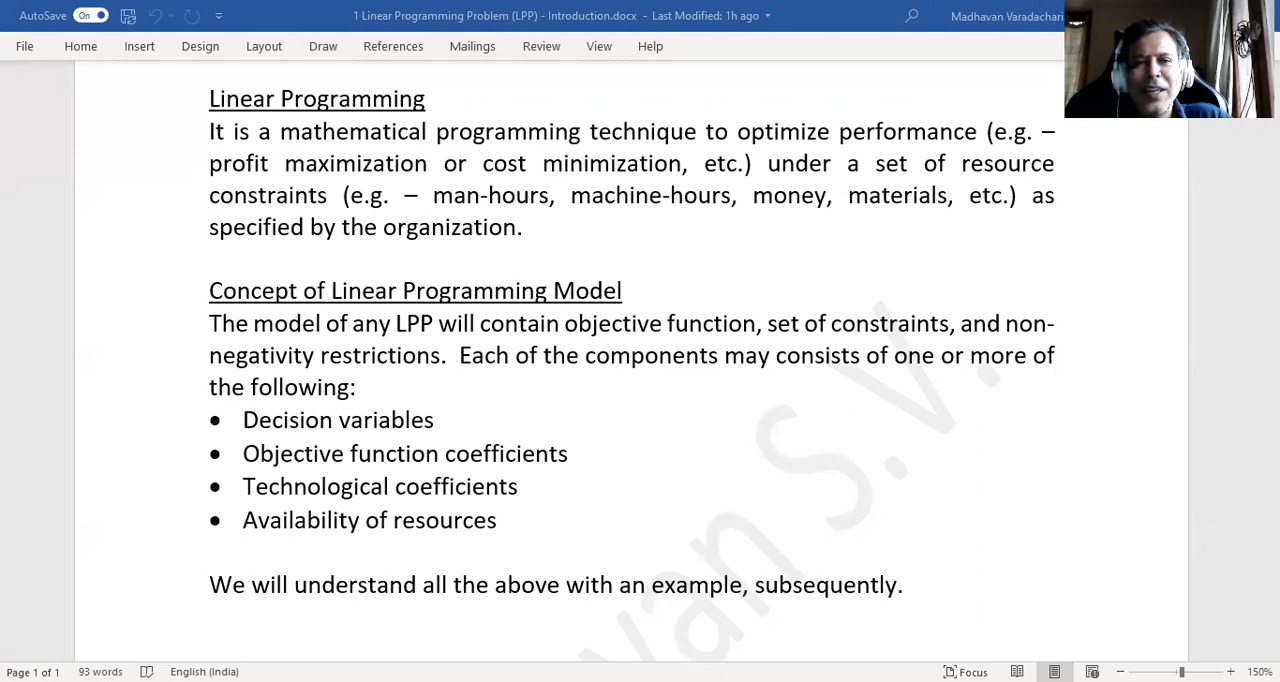 AutoSave On 1 Linear Programming Problem (LPP) - Introduction.docx - Last Modified: 1h ago Madhavan Varadachari
File Home Insert Design Layout Draw References Mailings Review View Help
Linear Programming
It is a mathematical programming technique to optimize performance (e.g. –
profit maximization or cost minimization, etc.) under a set of resource
constraints (e.g. – man-hours, machine-hours, money, materials, etc.) as
specified by the organization.
Concept of Linear Programming Model
The model of any LPP will contain objective function, set of constraints, and non-
negativity restrictions. Each of the components may consists of one or more of
the following:
• Decision variables
• Objective function coefficients
• Technological coefficients
• Availability of resources
We will understand all the above with an example, subsequently.
van S.V.
Page 1 of 1 93 words English (India) Focus 150%